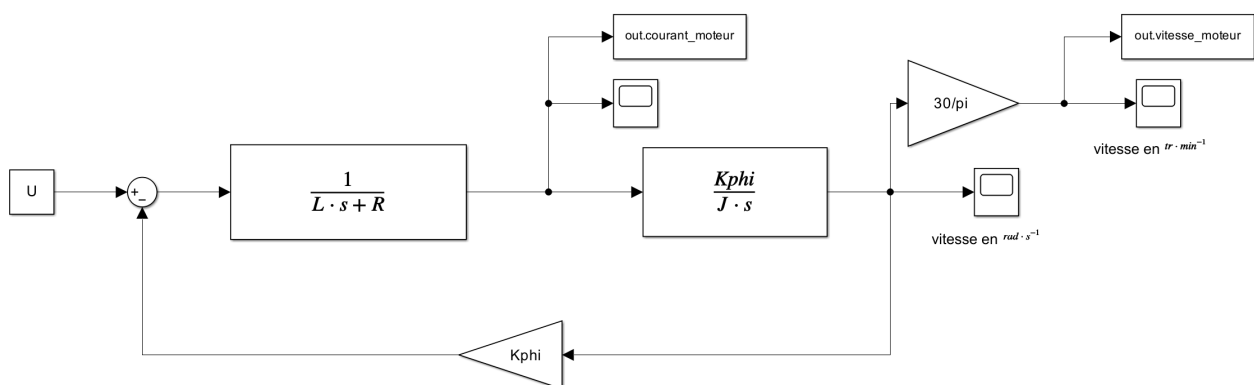 out.courant_moteur
out.vitesse_moteur
30/pi
vitesse en tr · min⁻¹
U
+
−
1
L · s + R
Kphi
J · s
vitesse en rad · s⁻¹
Kphi